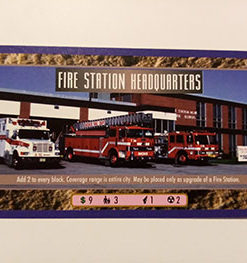 FIRE STATION HEADQUARTERS
Add 2 to every block. Coverage range is entire city. May be placed only as upgrade of a Fire Station.
$ 9 3 1 2